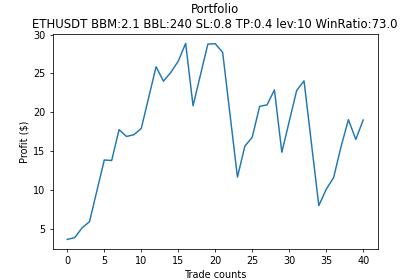 Portfolio
ETHUSDT BBM:2.1 BBL:240 SL:0.8 TP:0.4 lev:10 WinRatio:73.0
30
25
20
15
10
5
Profit ($)
0 5 10 15 20 25 30 35 40
Trade counts